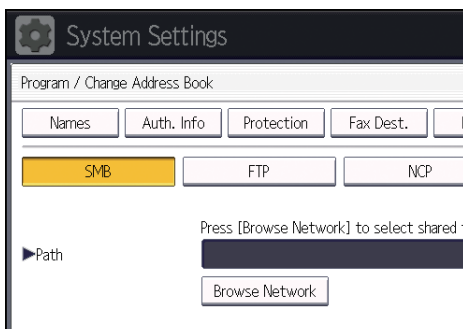 System Settings
Program / Change Address Book
Names Auth. Info Protection Fax Dest.
SMB FTP NCP
Press [Browse Network] to select shared
▶Path
Browse Network